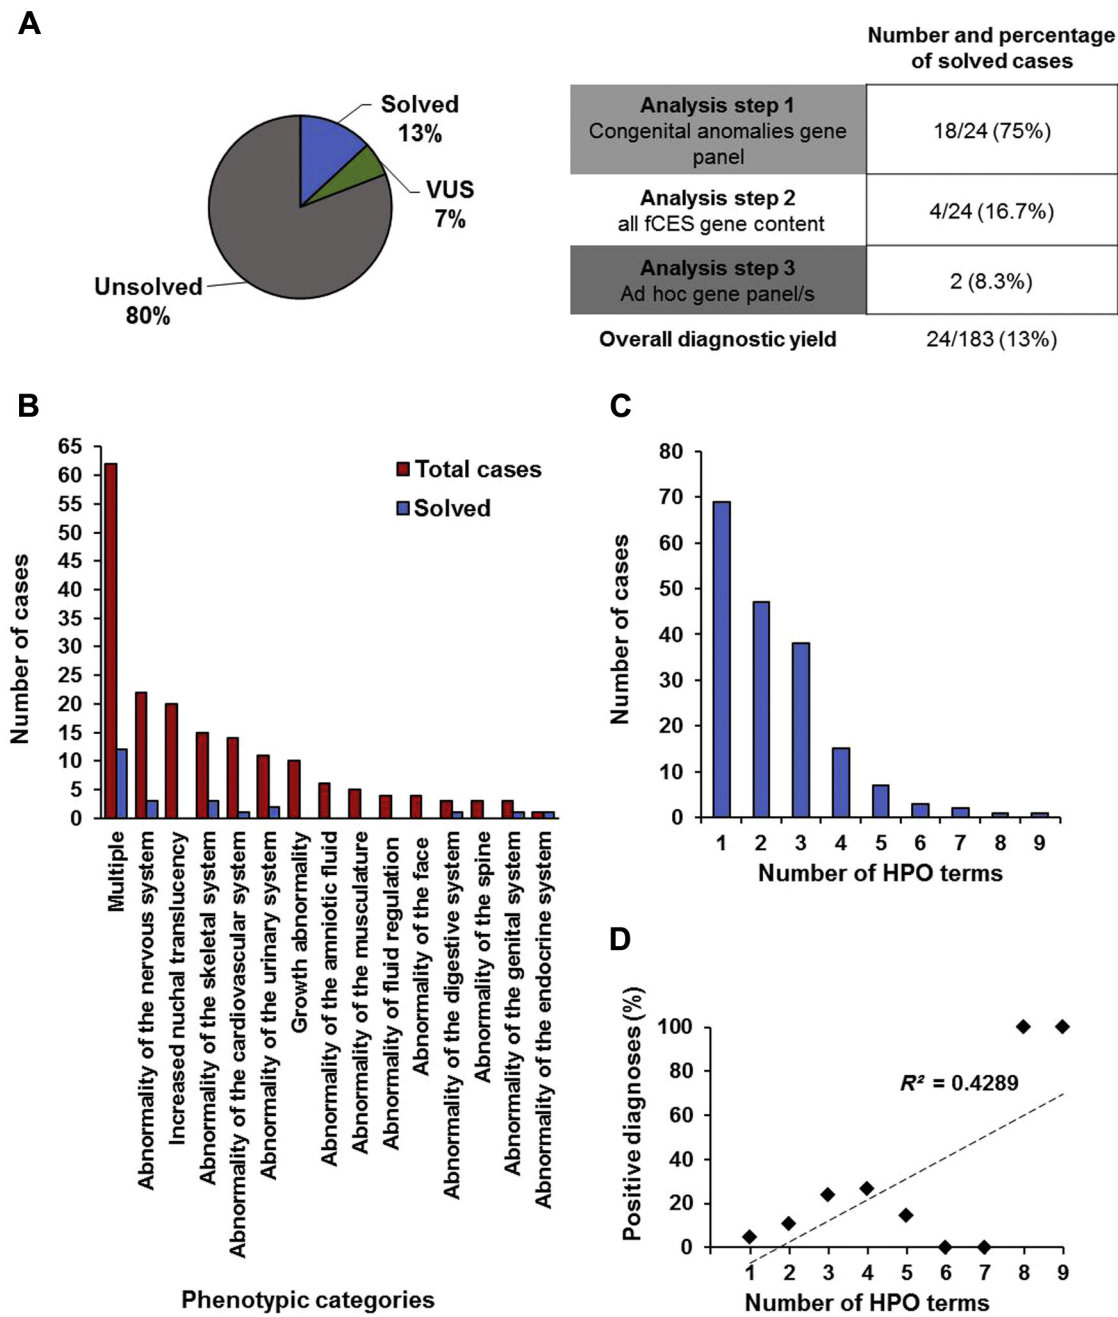 A
Solved
13%
VUS
7%
Unsolved
80%
Number and percentage
of solved cases
Analysis step 1
Congenital anomalies gene
panel
18/24 (75%)
Analysis step 2
all fCES gene content
4/24 (16.7%)
Analysis step 3
Ad hoc gene panel/s
2 (8.3%)
Overall diagnostic yield
24/183 (13%)
B
Number of cases
65
60
55
50
45
40
35
30
25
20
15
10
5
0
Total cases
Solved
Multiple
Abnormality of the nervous system
Increased nuchal translucency
Abnormality of the skeletal system
Abnormality of the cardiovascular system
Abnormality of the urinary system
Growth abnormality
Abnormality of the amniotic fluid
Abnormality of the musculature
Abnormality of fluid regulation
Abnormality of the face
Abnormality of the digestive system
Abnormality of the spine
Abnormality of the genital system
Abnormality of the endocrine system
Phenotypic categories
C
Number of cases
80
70
60
50
40
30
20
10
0
1 2 3 4 5 6 7 8 9
Number of HPO terms
D
Positive diagnoses (%)
100
80
60
40
20
0
R² = 0.4289
1 2 3 4 5 6 7 8 9
Number of HPO terms